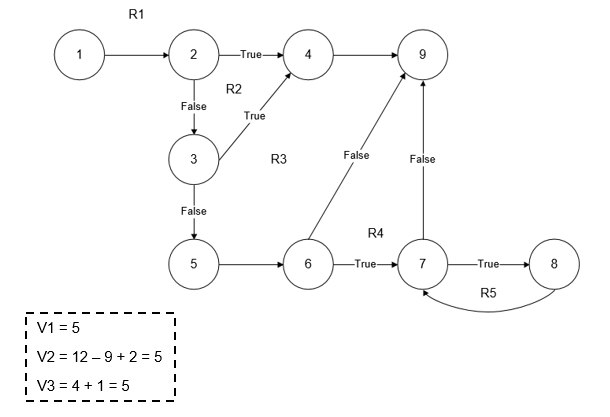 R1
1
2
True
4
9
R2
False
True
3
R3
False
False
False
R4
5
6
True
7
True
8
R5
V1 = 5
V2 = 12 – 9 + 2 = 5
V3 = 4 + 1 = 5